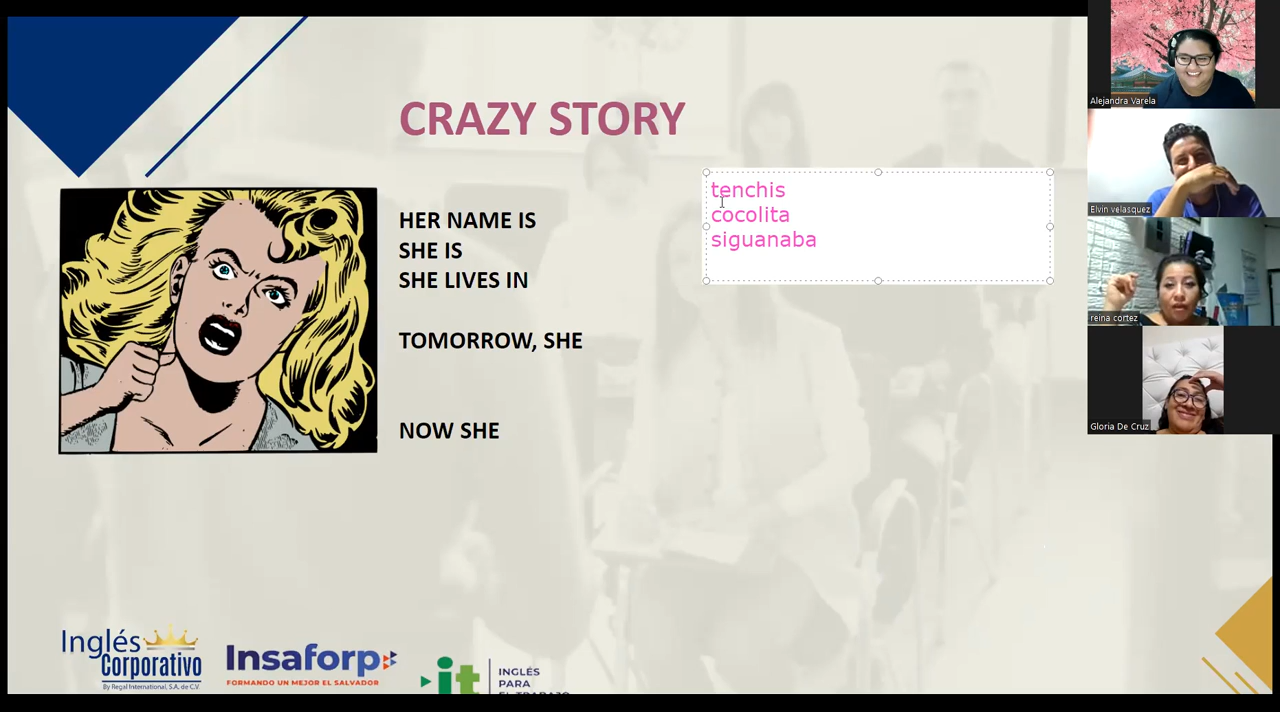 CRAZY STORY
tenchis
cocolita
siguanaba
HER NAME IS
SHE IS
SHE LIVES IN
TOMORROW, SHE
NOW SHE
Inglés
Corporativo
By Regal International, S.A. de C.V.
Insaforp
FORMANDO UN MEJOR EL SALVADOR
it
INGLÉS
PARA
EL TRABAJO
Alejandra Varela
Elvin velasquez
reina cortez
Gloria De Cruz